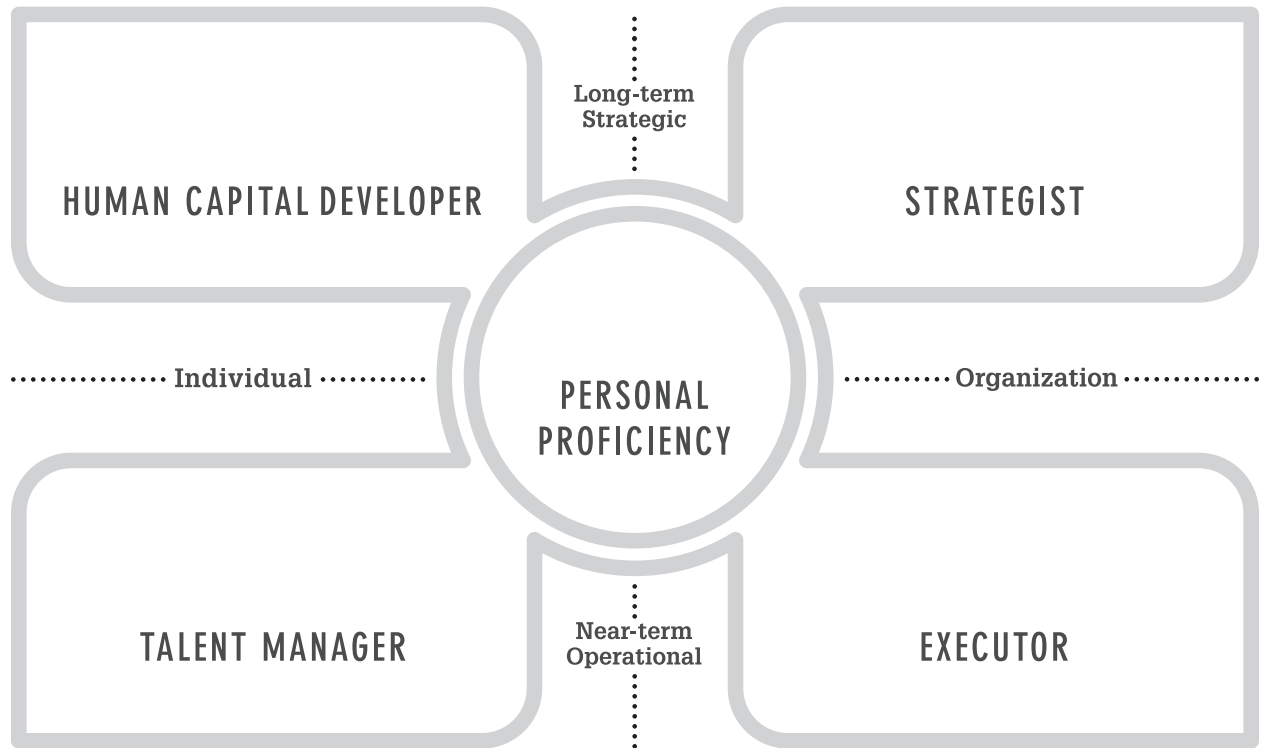 Long-term
Strategic
HUMAN CAPITAL DEVELOPER
STRATEGIST
Individual
Organization
PERSONAL
PROFICIENCY
TALENT MANAGER
Near-term
Operational
EXECUTOR